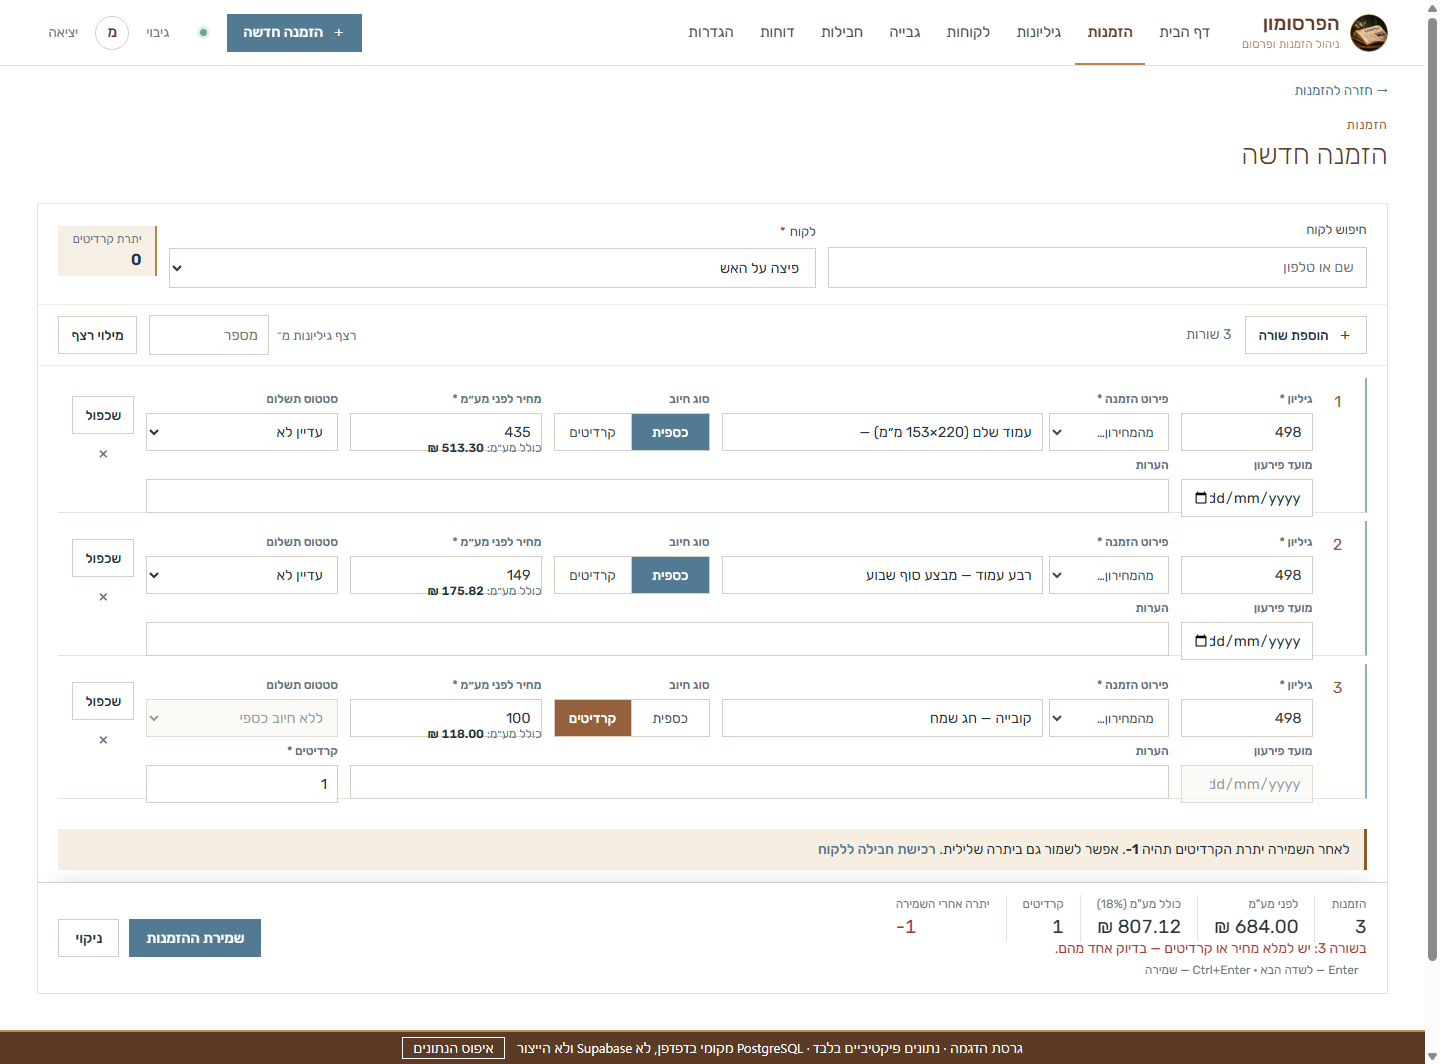 הפרסומון
ניהול הזמנות ופרסום
דף הבית
הזמנות
גיליונות
לקוחות
גבייה
חבילות
דוחות
הגדרות
+ הזמנה חדשה
גיבוי
מ
יציאה
→ חזרה להזמנות
הזמנות
הזמנה חדשה
חיפוש לקוח
שם או טלפון
לקוח *
פיצה על האש
יתרת קרדיטים
0
+ הוספת שורה
3 שורות
רצף גיליונות מ־
מספר
מילוי רצף
1
גיליון *
498
פירוט הזמנה *
מהמחירון...
עמוד שלם (220×153 מ״מ) –
סוג חיוב
כספית
קרדיטים
מחיר לפני מע״מ *
435
כולל מע״מ: 513.30 ₪
סטטוס תשלום
עדיין לא
שכפול
×
מועד פירעון
dd/mm/yyyy
הערות
2
גיליון *
498
פירוט הזמנה *
מהמחירון...
רבע עמוד – מבצע סוף שבוע
סוג חיוב
כספית
קרדיטים
מחיר לפני מע״מ *
149
כולל מע״מ: 175.82 ₪
סטטוס תשלום
עדיין לא
שכפול
×
מועד פירעון
dd/mm/yyyy
הערות
3
גיליון *
498
פירוט הזמנה *
מהמחירון...
קובייה – חג שמח
סוג חיוב
כספית
קרדיטים
מחיר לפני מע״מ *
100
כולל מע״מ: 118.00 ₪
סטטוס תשלום
ללא חיוב כספי
שכפול
×
מועד פירעון
dd/mm/yyyy
הערות
קרדיטים *
1
לאחר השמירה יתרת הקרדיטים תהיה -1. אפשר לשמור גם ביתרה שלילית. רכישת חבילה ללקוח
הזמנות
3
לפני מע"מ
684.00 ₪
כולל מע"מ (18%)
807.12 ₪
קרדיטים
1
יתרה אחרי השמירה
-1
בשורה 3: יש למלא מחיר או קרדיטים – בדיוק אחד מהם.
Enter – לשדה הבא · Ctrl+Enter – שמירה
שמירת ההזמנות
ניקוי
גרסת הדגמה · נתונים פיקטיביים בלבד · PostgreSQL מקומי בדפדפן, לא Supabase ולא הייצור
איפוס הנתונים